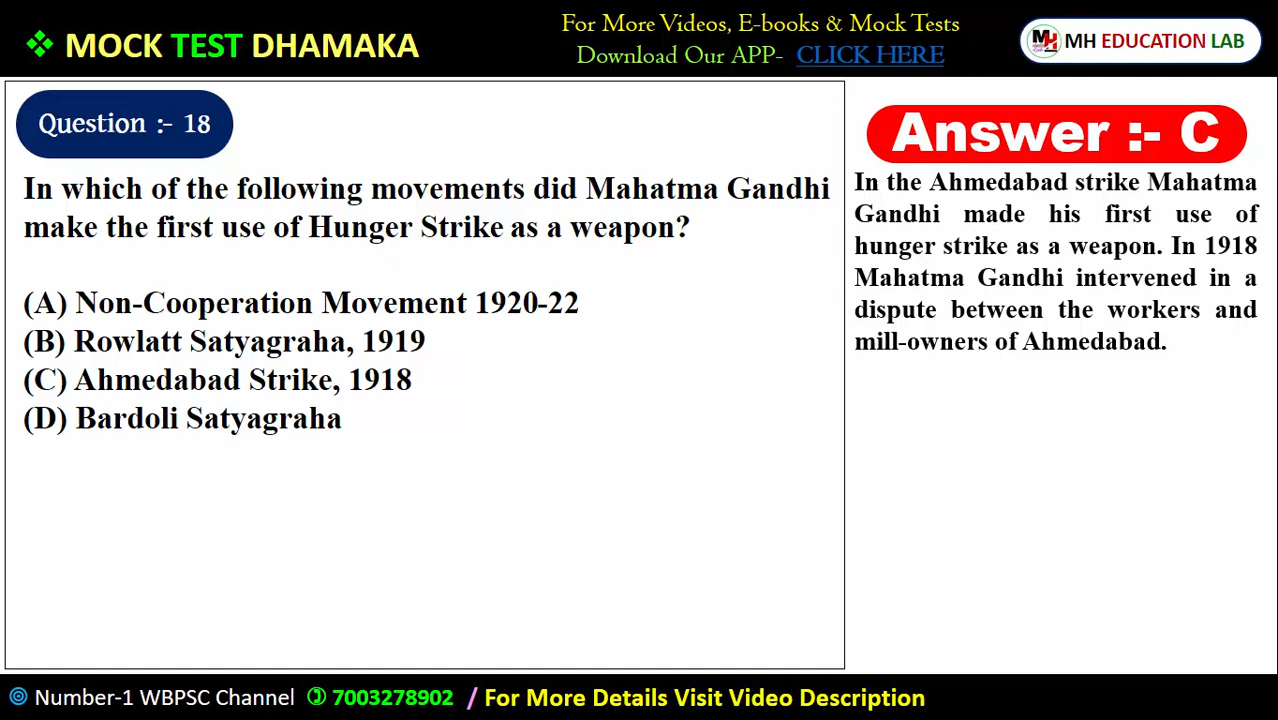 ❖ MOCK TEST DHAMAKA
For More Videos, E-books & Mock Tests
Download Our APP- CLICK HERE
MH EDUCATION LAB
Question :- 18
In which of the following movements did Mahatma Gandhi
make the first use of Hunger Strike as a weapon?
(A) Non-Cooperation Movement 1920-22
(B) Rowlatt Satyagraha, 1919
(C) Ahmedabad Strike, 1918
(D) Bardoli Satyagraha
Answer :- C
In the Ahmedabad strike Mahatma
Gandhi made his first use of
hunger strike as a weapon. In 1918
Mahatma Gandhi intervened in a
dispute between the workers and
mill-owners of Ahmedabad.
Number-1 WBPSC Channel 7003278902 / For More Details Visit Video Description